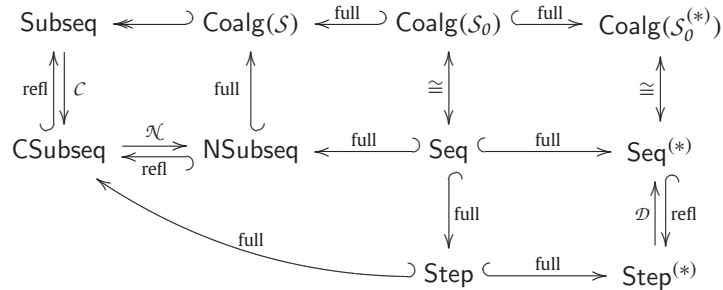 Subseq Coalg(𝒮) full Coalg(𝒮₀) full Coalg(𝒮₀^(*))
refl 𝒞 full ≅ ≅
CSubseq 𝒩 refl NSubseq full Seq full Seq^(*)
full 𝒟 refl
full Step full Step^(*)